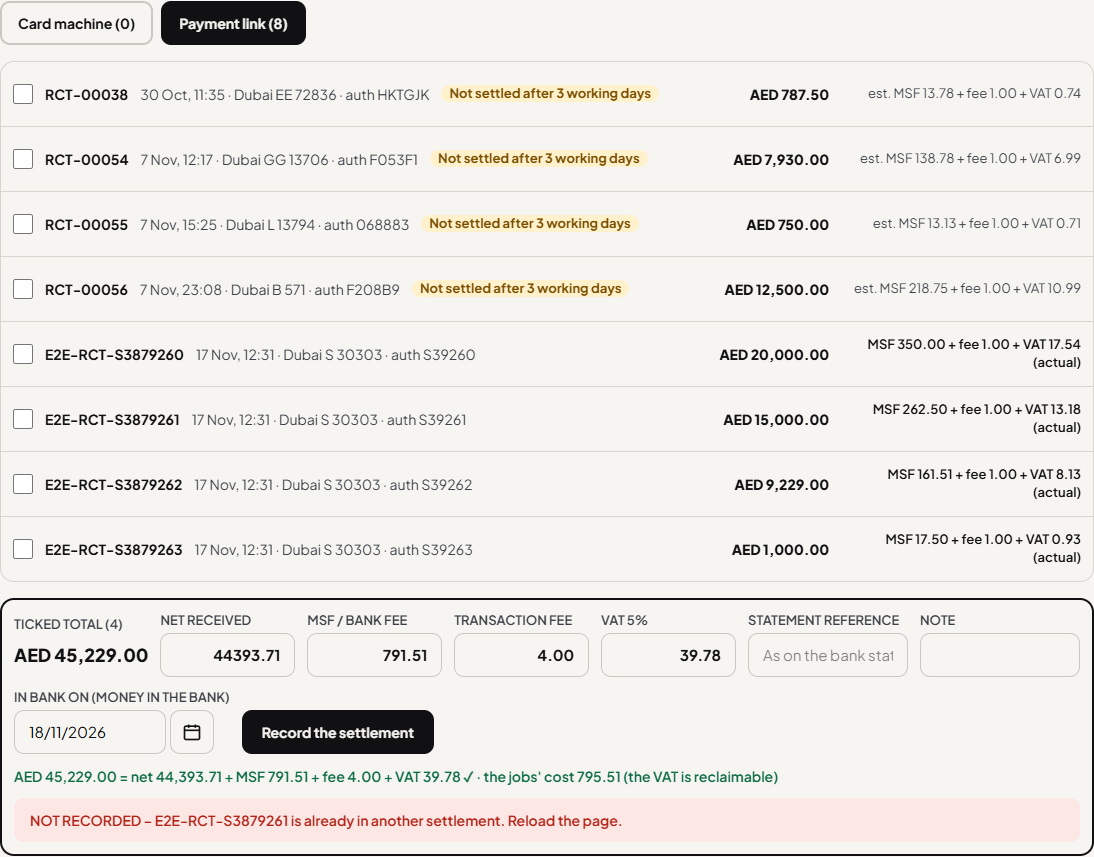 Card machine (0) Payment link (8)
RCT-00038 30 Oct, 11:35 · Dubai EE 72836 · auth HKTGJK Not settled after 3 working days AED 787.50 est. MSF 13.78 + fee 1.00 + VAT 0.74
RCT-00054 7 Nov, 12:17 · Dubai GG 13706 · auth F053F1 Not settled after 3 working days AED 7,930.00 est. MSF 138.78 + fee 1.00 + VAT 6.99
RCT-00055 7 Nov, 15:25 · Dubai L 13794 · auth 068883 Not settled after 3 working days AED 750.00 est. MSF 13.13 + fee 1.00 + VAT 0.71
RCT-00056 7 Nov, 23:08 · Dubai B 571 · auth F208B9 Not settled after 3 working days AED 12,500.00 est. MSF 218.75 + fee 1.00 + VAT 10.99
E2E-RCT-S3879260 17 Nov, 12:31 · Dubai S 30303 · auth S39260 AED 20,000.00 MSF 350.00 + fee 1.00 + VAT 17.54
(actual)
E2E-RCT-S3879261 17 Nov, 12:31 · Dubai S 30303 · auth S39261 AED 15,000.00 MSF 262.50 + fee 1.00 + VAT 13.18
(actual)
E2E-RCT-S3879262 17 Nov, 12:31 · Dubai S 30303 · auth S39262 AED 9,229.00 MSF 161.51 + fee 1.00 + VAT 8.13
(actual)
E2E-RCT-S3879263 17 Nov, 12:31 · Dubai S 30303 · auth S39263 AED 1,000.00 MSF 17.50 + fee 1.00 + VAT 0.93
(actual)
TICKED TOTAL (4) NET RECEIVED MSF / BANK FEE TRANSACTION FEE VAT 5% STATEMENT REFERENCE NOTE
AED 45,229.00 44393.71 791.51 4.00 39.78 As on the bank stat
IN BANK ON (MONEY IN THE BANK)
18/11/2026 Record the settlement
AED 45,229.00 = net 44,393.71 + MSF 791.51 + fee 4.00 + VAT 39.78 ✓ · the jobs' cost 795.51 (the VAT is reclaimable)
NOT RECORDED – E2E-RCT-S3879261 is already in another settlement. Reload the page.